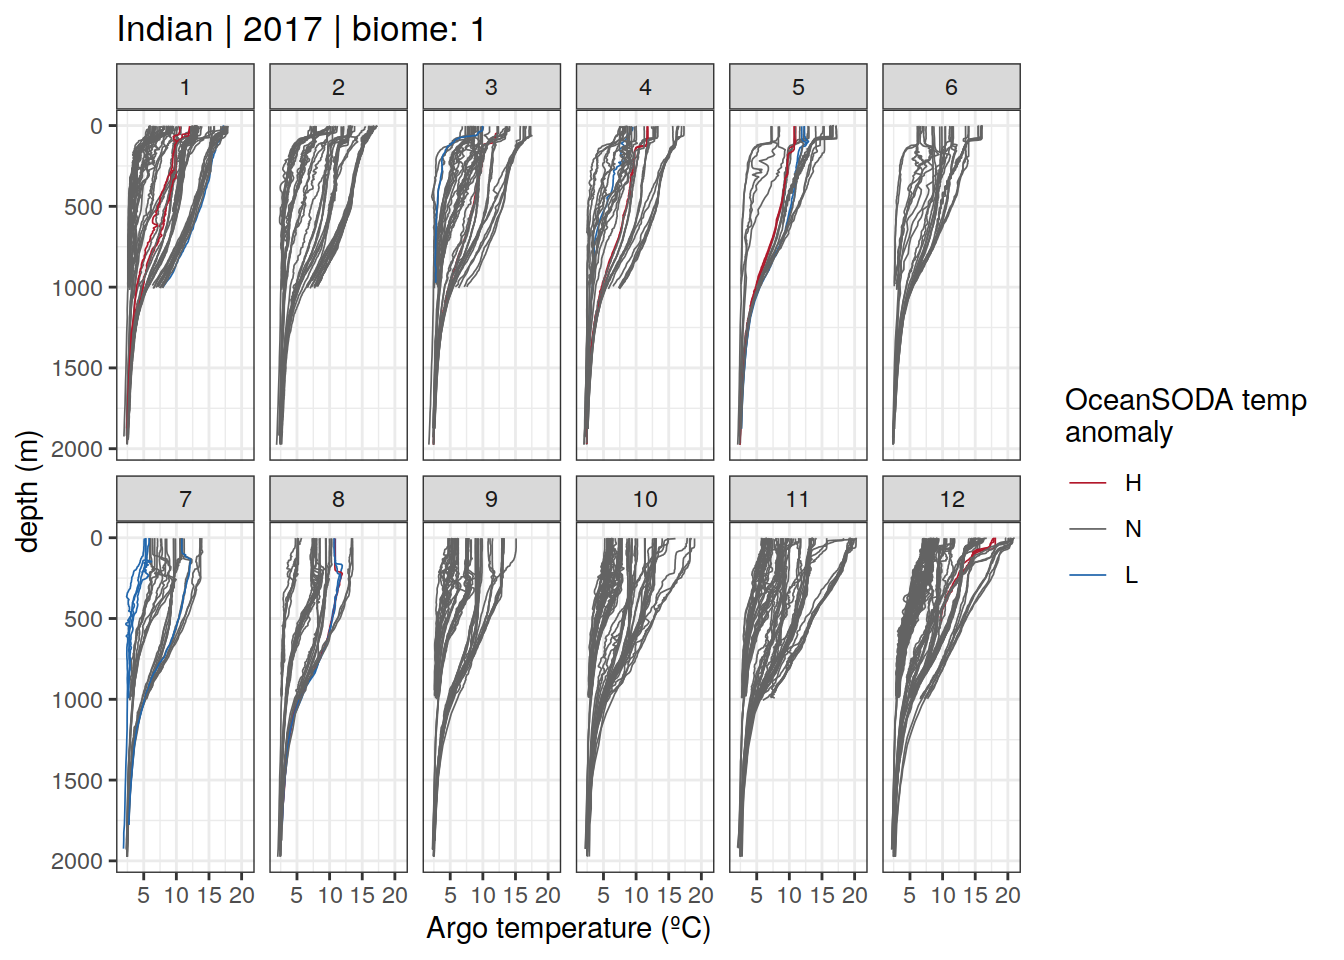 Indian | 2017 | biome: 1
1 2 3 4 5 6
0
500
1000
1500
2000
7 8 9 10 11 12
0
500
1000
1500
2000
5 10 15 20 5 10 15 20 5 10 15 20 5 10 15 20 5 10 15 20 5 10 15 20
Argo temperature (ºC)
depth (m)
OceanSODA temp
anomaly
H
N
L